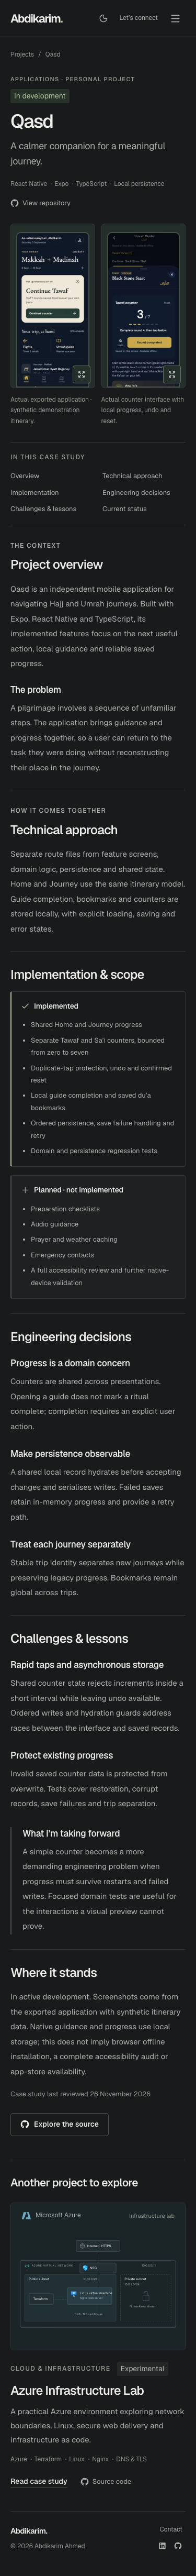 Abdikarim.
Let's connect
Projects / Qasd
APPLICATIONS · PERSONAL PROJECT
In development
Qasd
A calmer companion for a meaningful
journey.
React Native · Expo · TypeScript · Local persistence
View repository
Makkah + Madinah
Continue your second Tawaf
Your trip, at hand
Black Stone Start
3/7
Actual exported application ·
synthetic demonstration
itinerary.
Actual counter interface with
local progress, undo and
reset.
IN THIS CASE STUDY
Overview
Technical approach
Implementation
Engineering decisions
Challenges & lessons
Current status
THE CONTEXT
Project overview
Qasd is an independent mobile application for
navigating Hajj and Umrah journeys. Built with
Expo, React Native and TypeScript, its
implemented features focus on the next useful
action, local guidance and reliable saved
progress.
The problem
A pilgrimage involves a sequence of unfamiliar
steps. The application brings guidance and
progress together, so a user can return to the
task they were doing without reconstructing
their place in the journey.
HOW IT COMES TOGETHER
Technical approach
Separate route files from feature screens,
domain logic, persistence and shared state.
Home and Journey use the same itinerary model.
Guide completion, bookmarks and counters are
stored locally, with explicit loading, saving and
error states.
Implementation & scope
Implemented
• Shared Home and Journey progress
• Separate Tawaf and Sa'i counters, bounded
from zero to seven
• Duplicate-tap protection, undo and confirmed
reset
• Local guide completion and saved du'a
bookmarks
• Ordered persistence, save failure handling and
retry
• Domain and persistence regression tests
Planned · not implemented
• Preparation checklists
• Audio guidance
• Prayer and weather caching
• Emergency contacts
• A full accessibility review and further native-
device validation
Engineering decisions
Progress is a domain concern
Counters are shared across presentations.
Opening a guide does not mark a ritual
complete; completion requires an explicit user
action.
Make persistence observable
A shared local record hydrates before accepting
changes and serialises writes. Failed saves
retain in-memory progress and provide a retry
path.
Treat each journey separately
Stable trip identity separates new journeys while
preserving legacy progress. Bookmarks remain
global across trips.
Challenges & lessons
Rapid taps and asynchronous storage
Shared counter state rejects increments inside a
short interval while leaving undo available.
Ordered writes and hydration guards address
races between the interface and saved records.
Protect existing progress
Invalid saved counter data is protected from
overwrite. Tests cover restoration, corrupt
records, save failures and trip separation.
What I'm taking forward
A simple counter becomes a more
demanding engineering problem when
progress must survive restarts and failed
writes. Focused domain tests are useful for
the interactions a visual preview cannot
prove.
Where it stands
In active development. Screenshots come from
the exported application with synthetic itinerary
data. Native guidance and progress use local
storage; this does not imply browser offline
installation, a complete accessibility audit or
app-store availability.
Case study last reviewed 26 November 2026
Explore the source
Another project to explore
Microsoft Azure
Infrastructure lab
Internet HTTPS
CLOUD & INFRASTRUCTURE
Experimental
Azure Infrastructure Lab
A practical Azure environment exploring network
boundaries, Linux, secure web delivery and
infrastructure as code.
Azure · Terraform · Linux · Nginx · DNS & TLS
Read case study
Source code
Abdikarim.
Contact
© 2026 Abdikarim Ahmed